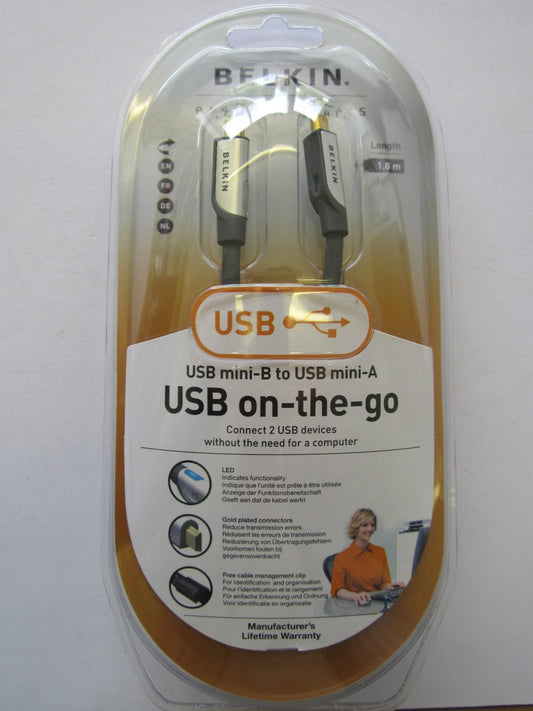 BELKIN.
Length
1.8 m
EN
FR
DE
NL
BELKIN
BELKIN
USB
USB mini-B to USB mini-A
USB on-the-go
Connect 2 USB devices
without the need for a computer
LED
Indicates functionality
Indique que l'unité est prête à être utilisée
Anzeige der Funktionsbereitschaft
Geeft aan dat de kabel werkt
Gold plated connectors
Reduce transmission errors
Réduisent les erreurs de transmission
Reduzierung von Übertragungsfehlern
Voorkomen fouten bij
gegevensoverdracht
Free cable management clip
For identification and organisation
Pour l'identification et le rangement
Für einfache Erkennung und Ordnung
Voor identificatie en organisatie
Manufacturer's
Lifetime Warranty